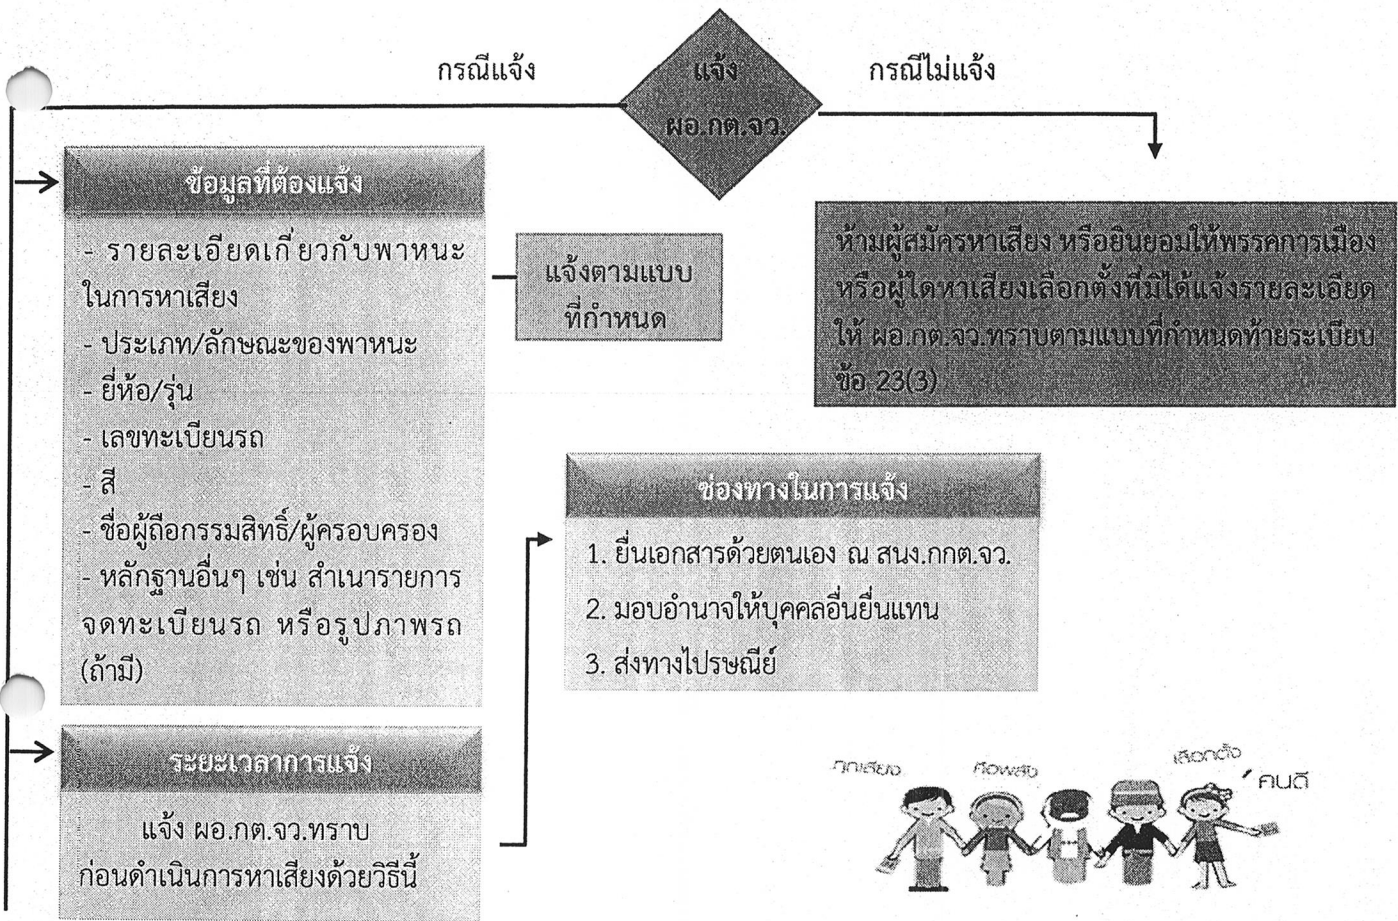 กรณีแจ้ง
แจ้ง
ผอ.กต.จว.
กรณีไม่แจ้ง
ข้อมูลที่ต้องแจ้ง
- รายละเอียดเกี่ยวกับพาหนะ
ในการหาเสียง
- ประเภท/ลักษณะของพาหนะ
- ยี่ห้อ/รุ่น
- เลขทะเบียนรถ
- สี
- ชื่อผู้ถือกรรมสิทธิ์/ผู้ครอบครอง
- หลักฐานอื่นๆ เช่น สำเนารายการ
จดทะเบียนรถ หรือรูปภาพรถ
(ถ้ามี)
แจ้งตามแบบ
ที่กำหนด
ห้ามผู้สมัครหาเสียง หรือยินยอมให้พรรคการเมือง
หรือผู้ใดหาเสียงเลือกตั้งที่มิได้แจ้งรายละเอียด
ให้ ผอ.กต.จว.ทราบตามแบบที่กำหนดท้ายระเบียบ
ข้อ 23(3)
ช่องทางในการแจ้ง
1. ยื่นเอกสารด้วยตนเอง ณ สนง.กกต.จว.
2. มอบอำนาจให้บุคคลอื่นยื่นแทน
3. ส่งทางไปรษณีย์
ระยะเวลาการแจ้ง
แจ้ง ผอ.กต.จว.ทราบ
ก่อนดำเนินการหาเสียงด้วยวิธีนี้
ทุกเสียง
คือพลัง
เลือกตั้ง
คนดี